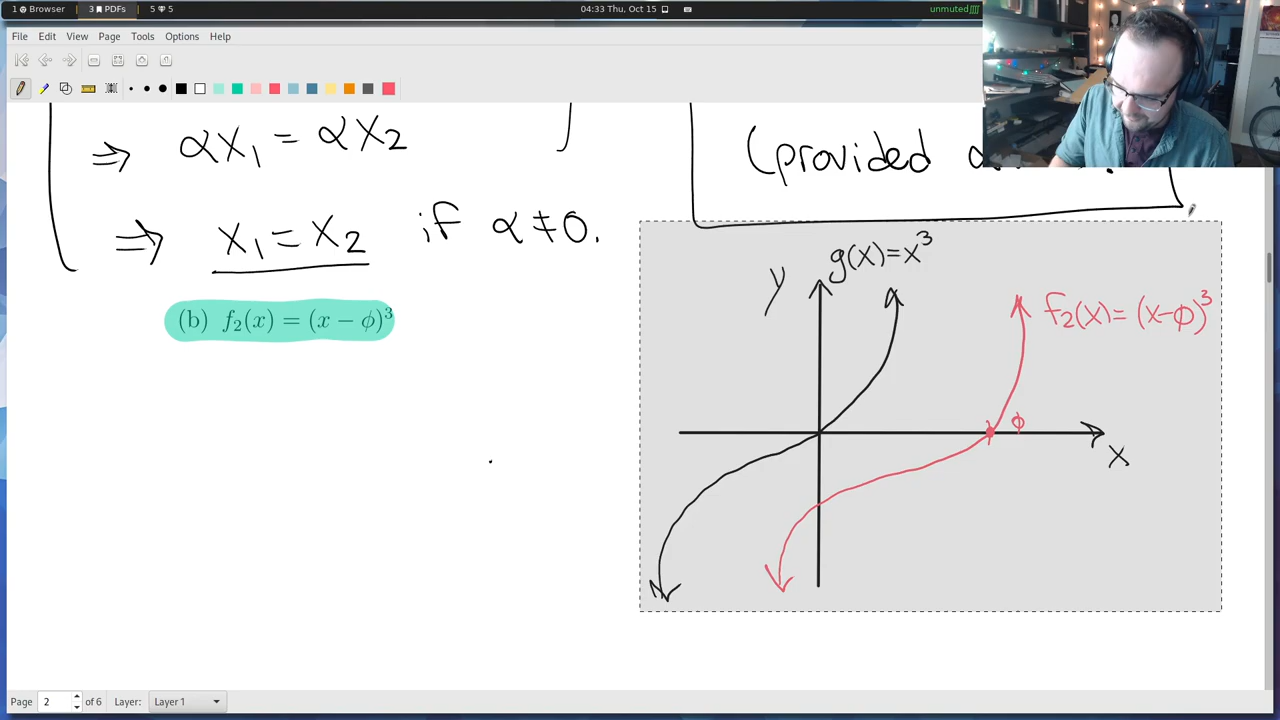 1 Browser 3 PDFs 5 5 04:33 Thu, Oct 15 unmuted
File Edit View Page Tools Options Help
⇒ αx₁ = αx₂
(provided
⇒ x₁ = x₂ if α ≠ 0.
(b) f₂(x) = (x − ϕ)³
y
g(x) = x³
f₂(x) = (x-ϕ)³
ϕ
x
Page 2 of 6 Layer: Layer 1